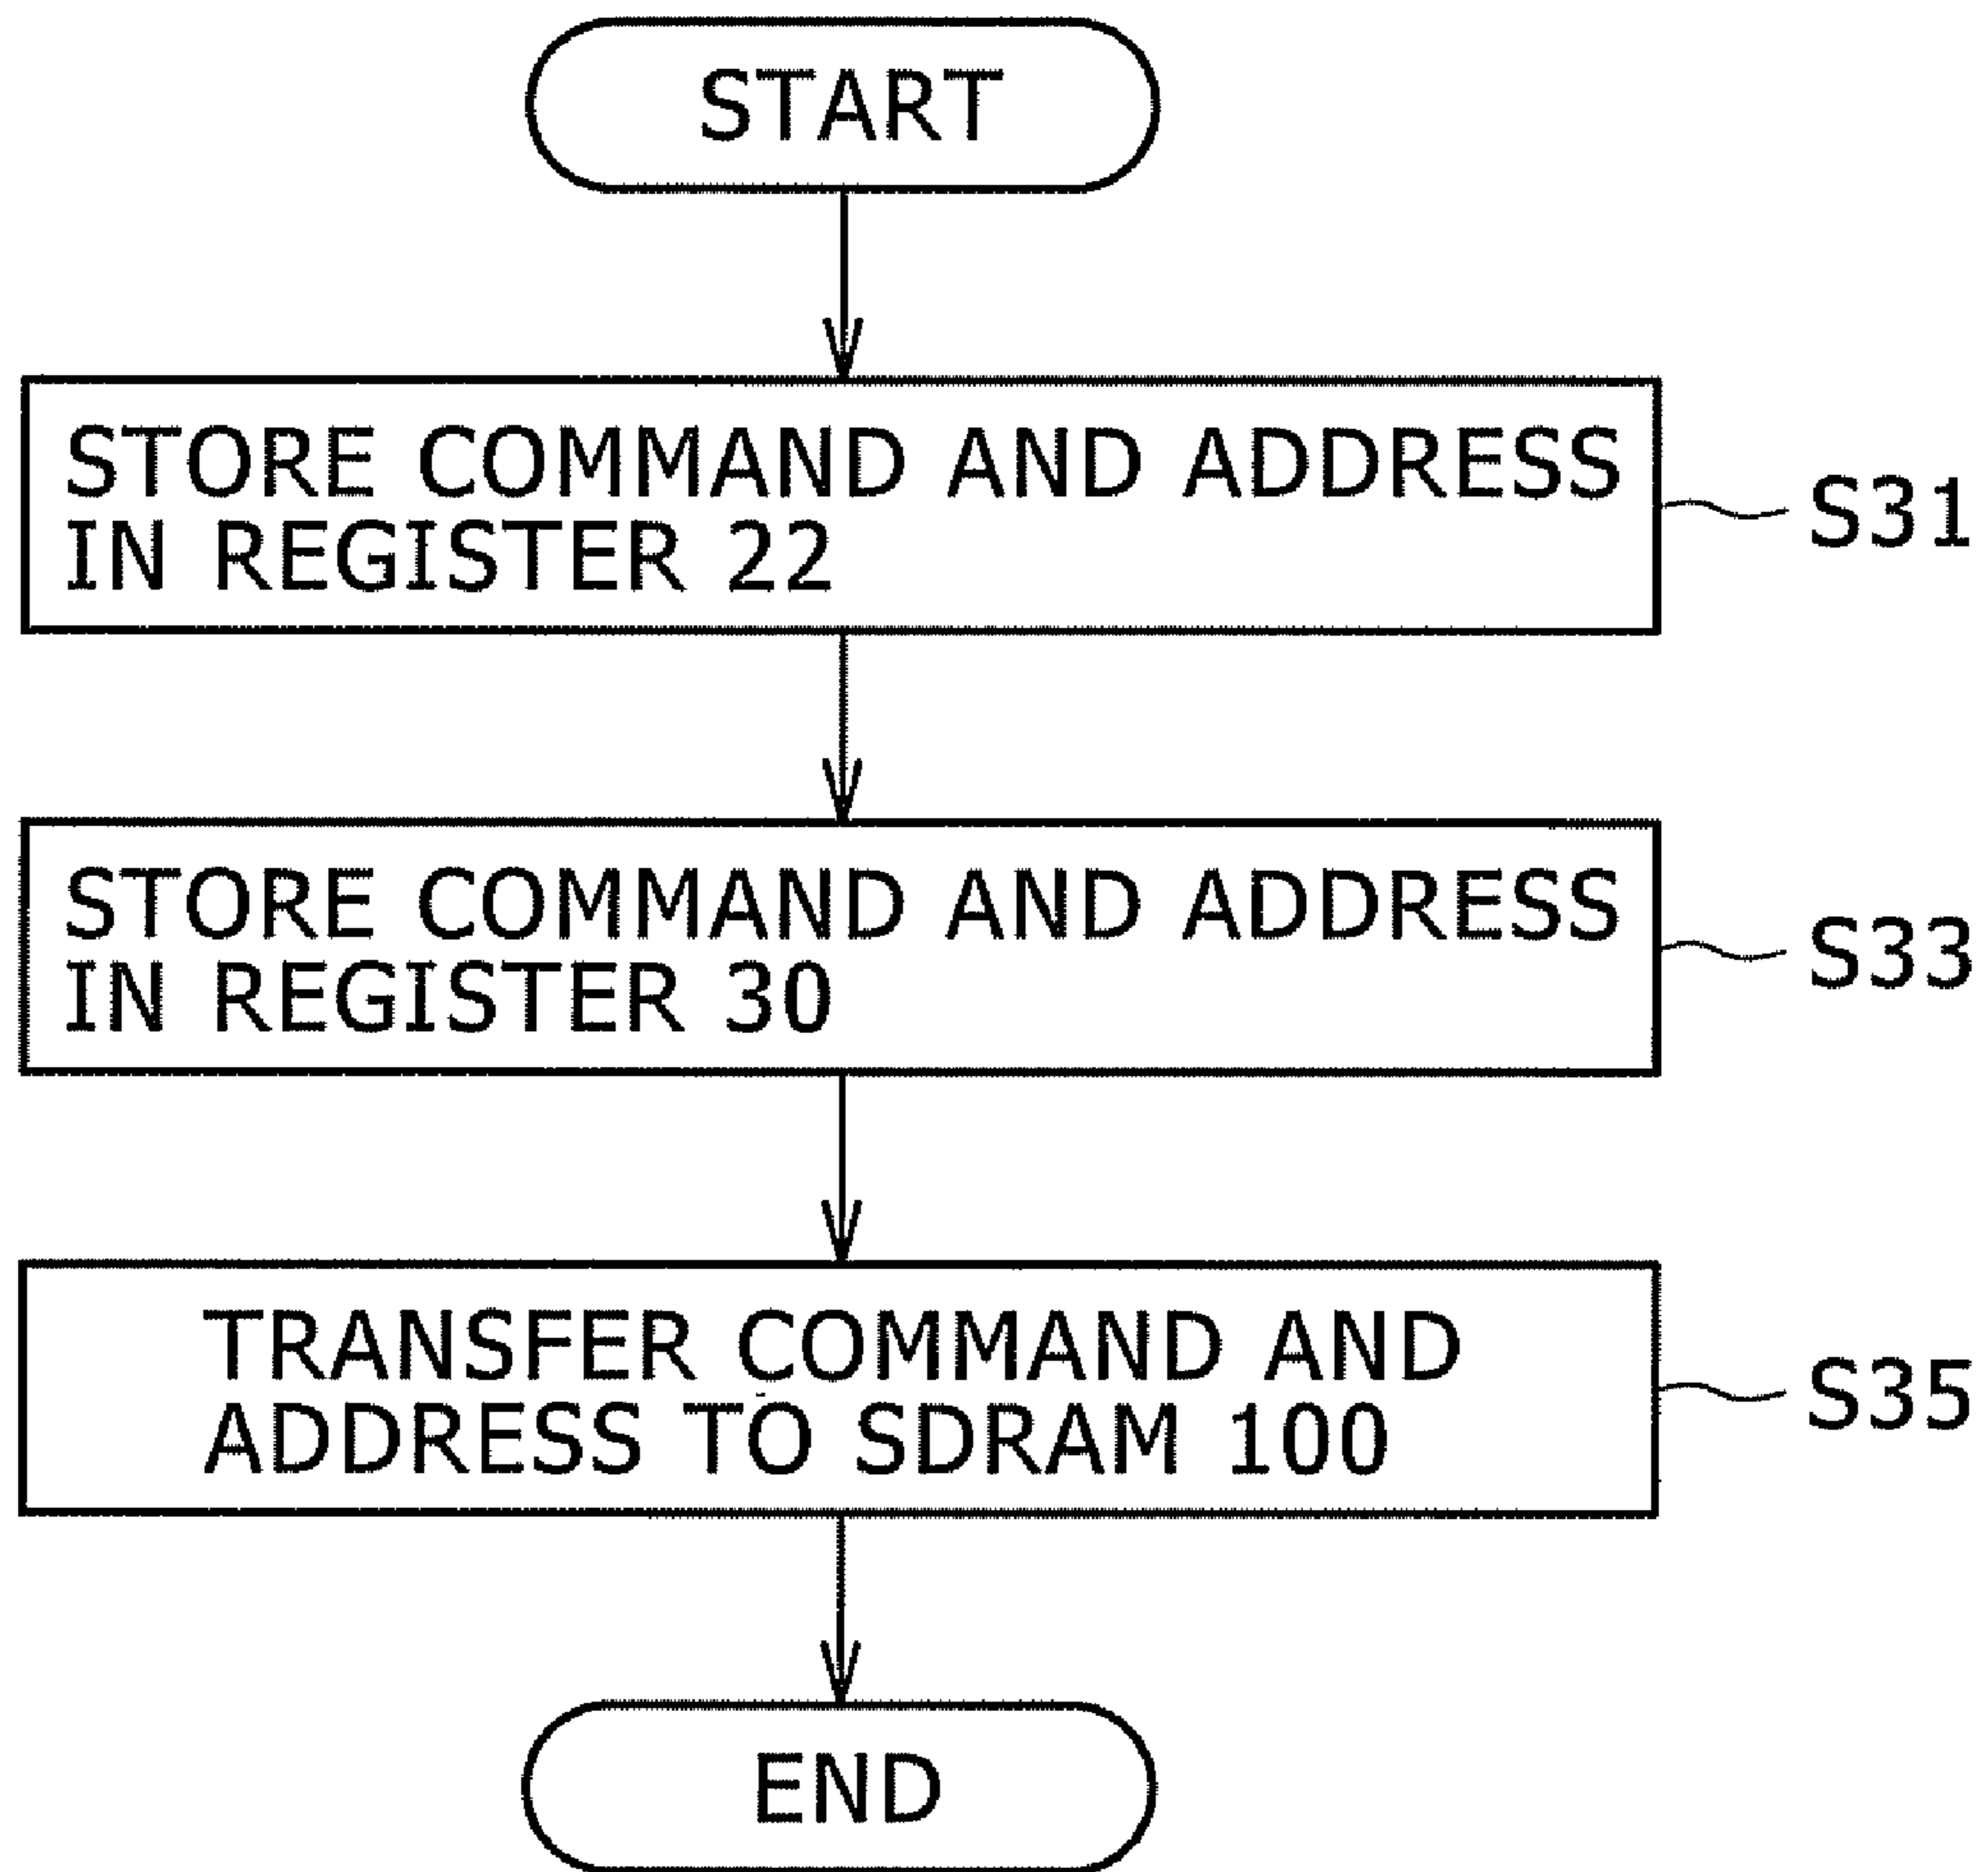 START
STORE COMMAND AND ADDRESS
IN REGISTER 22
S31
STORE COMMAND AND ADDRESS
IN REGISTER 30
S33
TRANSFER COMMAND AND
ADDRESS TO SDRAM 100
S35
END